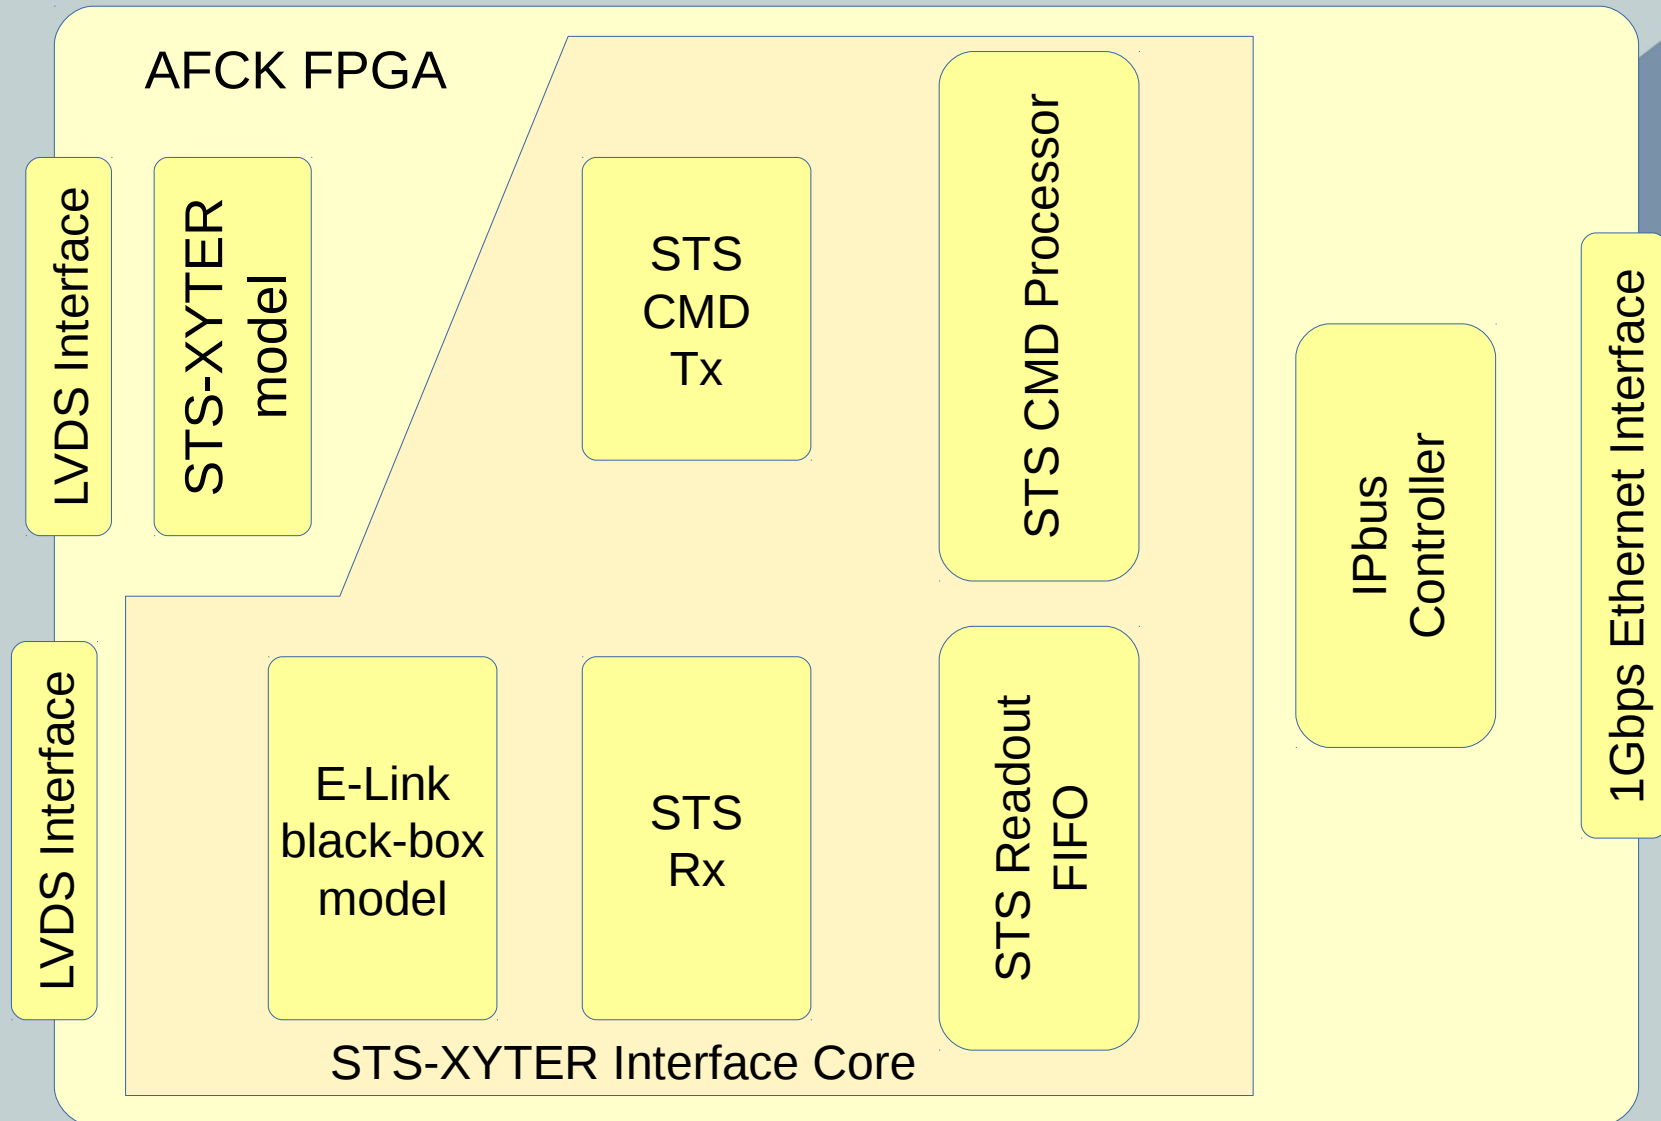 AFCK FPGA
LVDS Interface
STS-XYTER
model
STS
CMD
Tx
STS CMD Processor
IPbus
Controller
1Gbps Ethernet Interface
LVDS Interface
E-Link
black-box
model
STS
Rx
STS Readout
FIFO
STS-XYTER Interface Core